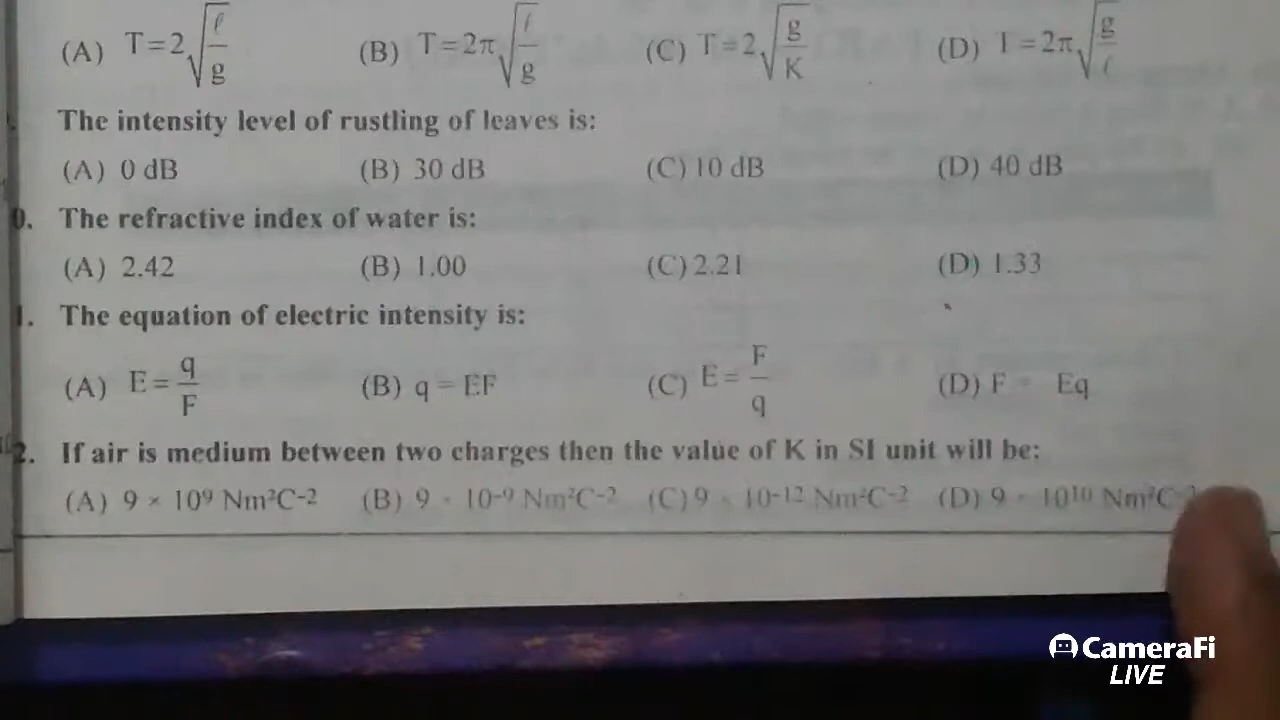 (A) T=2√ℓ/g (B) T=2π√ℓ/g (C) T=2√g/K (D) T=2π√g/ℓ
The intensity level of rustling of leaves is:
(A) 0 dB (B) 30 dB (C) 10 dB (D) 40 dB
0. The refractive index of water is:
(A) 2.42 (B) 1.00 (C) 2.21 (D) 1.33
1. The equation of electric intensity is:
(A) E=q/F (B) q = EF (C) E=F/q (D) F = Eq
2. If air is medium between two charges then the value of K in SI unit will be:
(A) 9 × 10⁹ Nm²C⁻² (B) 9 × 10⁻⁹ Nm²C⁻² (C) 9 × 10⁻¹² Nm²C⁻² (D) 9 × 10¹⁰ Nm²C⁻²
CameraFi
LIVE